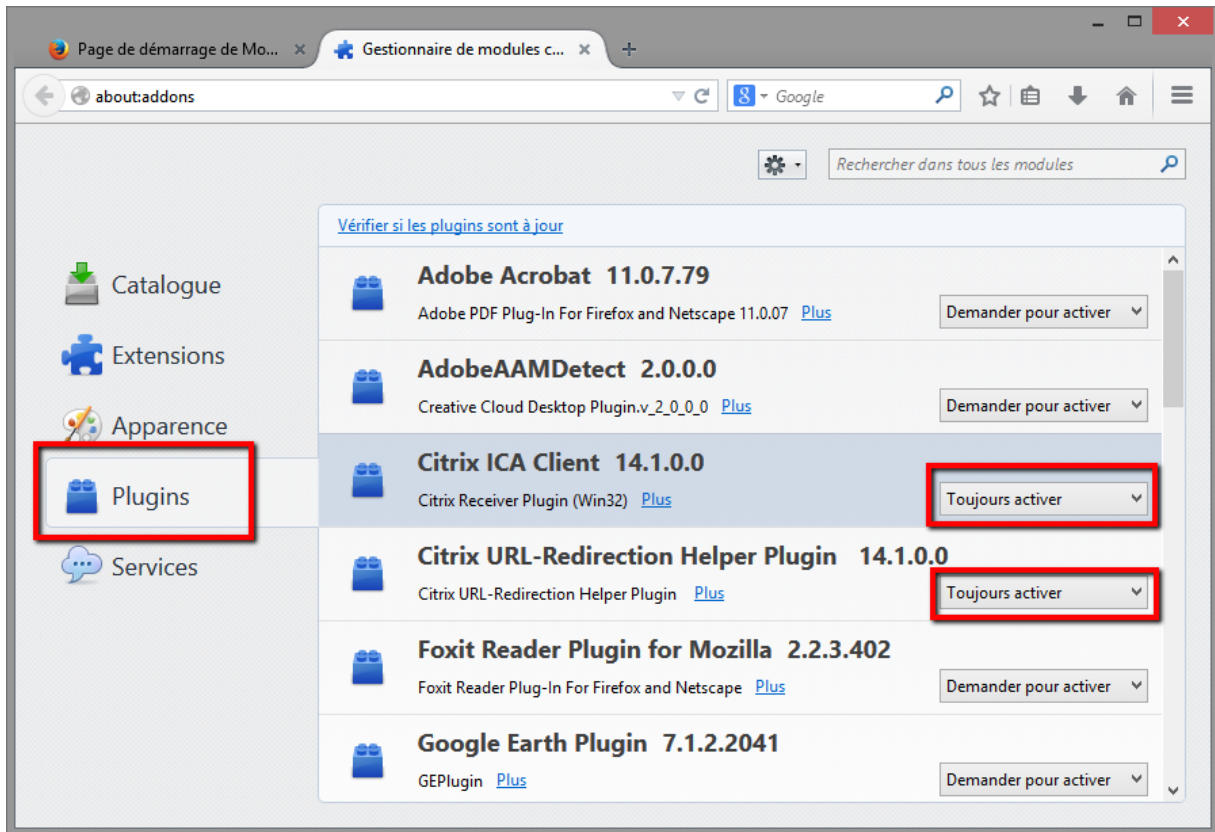 Page de démarrage de Mo...
Gestionnaire de modules c...
about:addons
Google
Rechercher dans tous les modules
Vérifier si les plugins sont à jour
Catalogue
Extensions
Apparence
Plugins
Services
Adobe Acrobat 11.0.7.79
Adobe PDF Plug-In For Firefox and Netscape 11.0.07 Plus
Demander pour activer
AdobeAAMDetect 2.0.0.0
Creative Cloud Desktop Plugin.v_2_0_0_0 Plus
Demander pour activer
Citrix ICA Client 14.1.0.0
Citrix Receiver Plugin (Win32) Plus
Toujours activer
Citrix URL-Redirection Helper Plugin 14.1.0.0
Citrix URL-Redirection Helper Plugin Plus
Toujours activer
Foxit Reader Plugin for Mozilla 2.2.3.402
Foxit Reader Plug-In For Firefox and Netscape Plus
Demander pour activer
Google Earth Plugin 7.1.2.2041
GEPlugin Plus
Demander pour activer